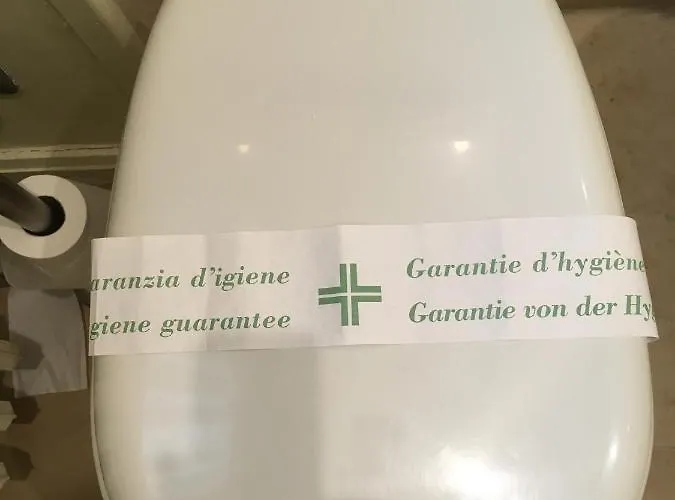 aranzia d'igiene
giene guarantee
Garantie d'hygiène
Garantie von der Hy